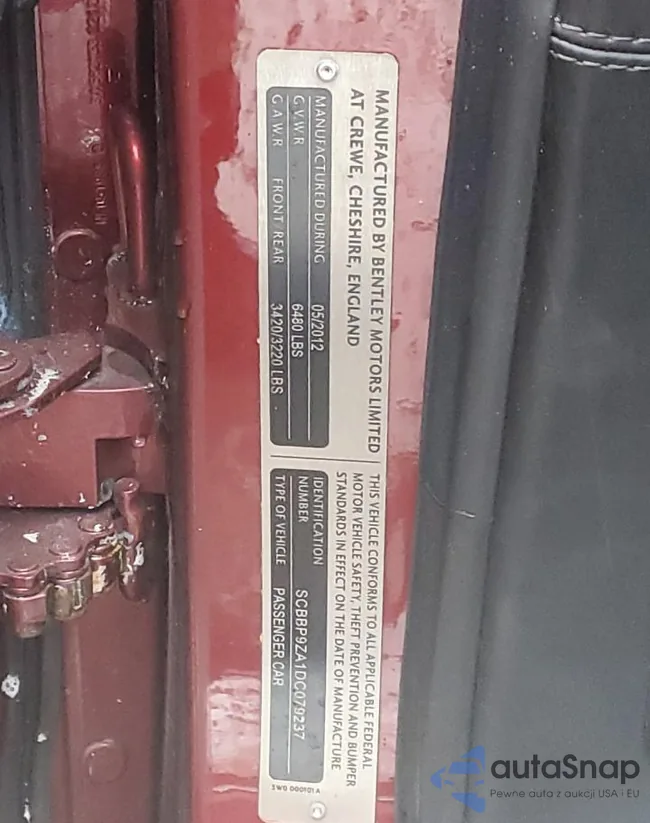 MANUFACTURED BY BENTLEY MOTORS LIMITED
AT CREWE, CHESHIRE, ENGLAND
MANUFACTURED DURING 05/2012
G.V.W.R 6480 LBS
G.A.W.R FRONT/REAR 3420/3220 LBS
THIS VEHICLE CONFORMS TO ALL APPLICABLE FEDERAL
MOTOR VEHICLE SAFETY, THEFT PREVENTION AND BUMPER
STANDARDS IN EFFECT ON THE DATE OF MANUFACTURE
IDENTIFICATION
NUMBER SCBBP9ZA1DC079237
TYPE OF VEHICLE PASSENGER CAR
3W0 000101 A
autaSnap
Pewne auta z aukcji USA i EU